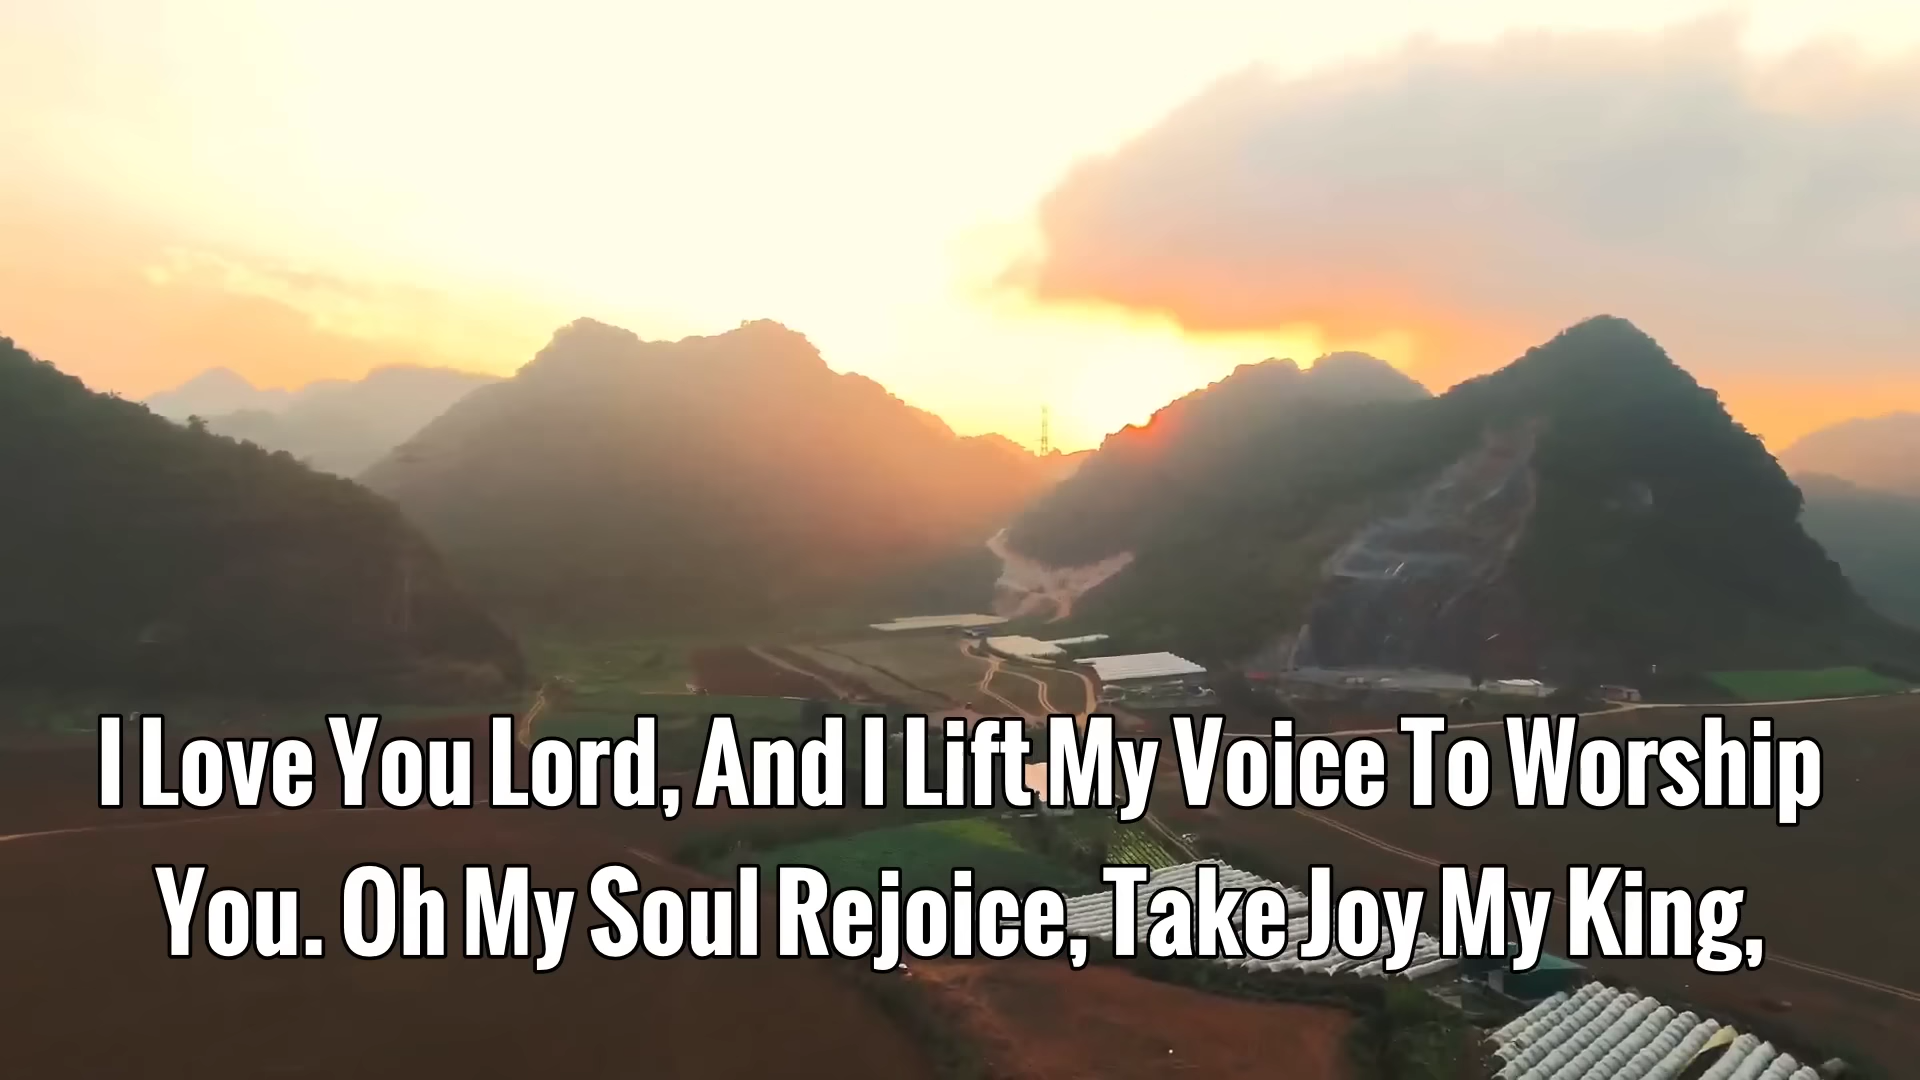 I Love You Lord, And I Lift My Voice To Worship
You. Oh My Soul Rejoice, Take Joy My King,